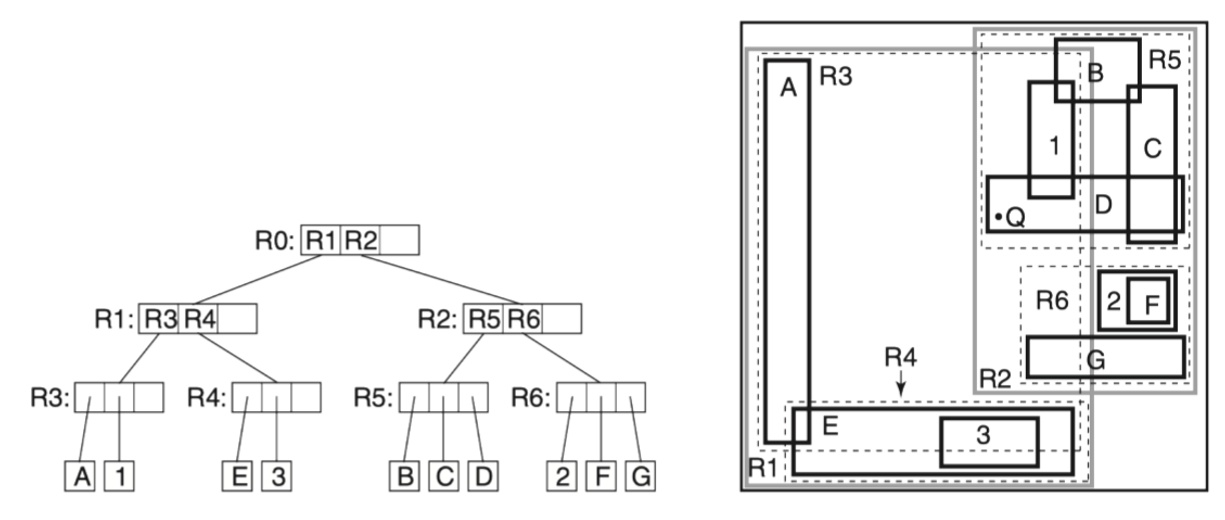 R0: R1 R2
R1: R3 R4
R2: R5 R6
R3:
R4:
R5:
R6:
A 1
E 3
B C D
2 F G
A
R3
B
R5
1
C
Q
D
R6
2
F
G
R4
R2
E
3
R1